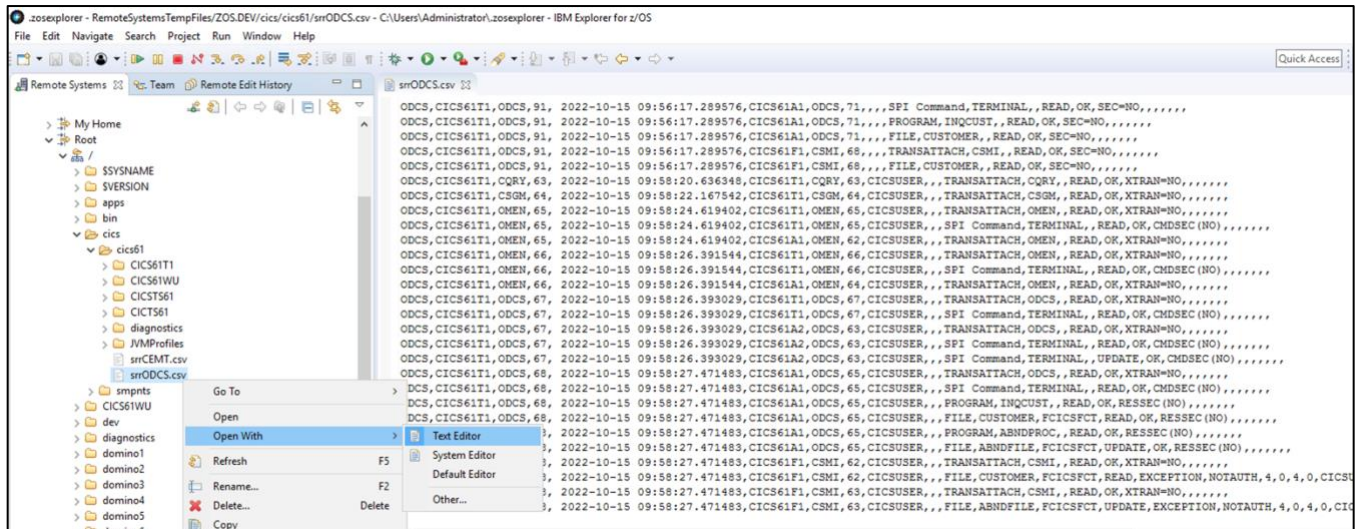 .zosexplorer - RemoteSystemsTempFiles/ZOS.DEV/cics/cics61/srrODCS.csv - C:\Users\Administrator\.zosexplorer - IBM Explorer for z/OS
File Edit Navigate Search Project Run Window Help
Quick Access
Remote Systems Team Remote Edit History
srrODCS.csv
My Home
Root
/
$SYSNAME
$VERSION
apps
bin
cics
cics61
CICS61T1
CICS61WU
CICSTS61
CICTS61
diagnostics
JVMProfiles
srrCEMT.csv
srrODCS.csv
smpnts
CICS61WU
dev
diagnostics
domino1
domino2
domino3
domino4
domino5
Go To
Open
Open With
Refresh F5
Rename... F2
Delete... Delete
Copy
Text Editor
System Editor
Default Editor
Other...
ODCS,CICS61T1,ODCS,91, 2022-10-15 09:56:17.289576,CICS61A1,ODCS,71,,,,SPI Command,TERMINAL,,READ,OK,SEC=NO,,,,,,,
ODCS,CICS61T1,ODCS,91, 2022-10-15 09:56:17.289576,CICS61A1,ODCS,71,,,,PROGRAM,INQCUST,,READ,OK,SEC=NO,,,,,,,
ODCS,CICS61T1,ODCS,91, 2022-10-15 09:56:17.289576,CICS61A1,ODCS,71,,,,FILE,CUSTOMER,,READ,OK,SEC=NO,,,,,,,
ODCS,CICS61T1,ODCS,91, 2022-10-15 09:56:17.289576,CICS61F1,CSMI,68,,,,TRANSATTACH,CSMI,,READ,OK,SEC=NO,,,,,,,
ODCS,CICS61T1,ODCS,91, 2022-10-15 09:56:17.289576,CICS61F1,CSMI,68,,,,FILE,CUSTOMER,,READ,OK,SEC=NO,,,,,,,
ODCS,CICS61T1,CQRY,63, 2022-10-15 09:58:20.636348,CICS61T1,CQRY,63,CICSUSER,,,TRANSATTACH,CQRY,,READ,OK,XTRAN=NO,,,,,,,
ODCS,CICS61T1,CSGM,64, 2022-10-15 09:58:22.167542,CICS61T1,CSGM,64,CICSUSER,,,TRANSATTACH,CSGM,,READ,OK,XTRAN=NO,,,,,,,
ODCS,CICS61T1,OMEN,65, 2022-10-15 09:58:24.619402,CICS61T1,OMEN,65,CICSUSER,,,TRANSATTACH,OMEN,,READ,OK,XTRAN=NO,,,,,,,
ODCS,CICS61T1,OMEN,65, 2022-10-15 09:58:24.619402,CICS61T1,OMEN,65,CICSUSER,,,SPI Command,TERMINAL,,READ,OK,CMDSEC(NO),,,,,,,
ODCS,CICS61T1,OMEN,65, 2022-10-15 09:58:24.619402,CICS61A1,OMEN,62,CICSUSER,,,TRANSATTACH,OMEN,,READ,OK,XTRAN=NO,,,,,,,
ODCS,CICS61T1,OMEN,66, 2022-10-15 09:58:26.391544,CICS61T1,OMEN,66,CICSUSER,,,TRANSATTACH,OMEN,,READ,OK,XTRAN=NO,,,,,,,
ODCS,CICS61T1,OMEN,66, 2022-10-15 09:58:26.391544,CICS61T1,OMEN,66,CICSUSER,,,SPI Command,TERMINAL,,READ,OK,CMDSEC(NO),,,,,,,
ODCS,CICS61T1,OMEN,66, 2022-10-15 09:58:26.391544,CICS61A1,OMEN,64,CICSUSER,,,TRANSATTACH,OMEN,,READ,OK,XTRAN=NO,,,,,,,
ODCS,CICS61T1,ODCS,67, 2022-10-15 09:58:26.393029,CICS61T1,ODCS,67,CICSUSER,,,TRANSATTACH,ODCS,,READ,OK,XTRAN=NO,,,,,,,
ODCS,CICS61T1,ODCS,67, 2022-10-15 09:58:26.393029,CICS61T1,ODCS,67,CICSUSER,,,SPI Command,TERMINAL,,READ,OK,CMDSEC(NO),,,,,,,
ODCS,CICS61T1,ODCS,67, 2022-10-15 09:58:26.393029,CICS61A2,ODCS,63,CICSUSER,,,TRANSATTACH,ODCS,,READ,OK,XTRAN=NO,,,,,,,
ODCS,CICS61T1,ODCS,67, 2022-10-15 09:58:26.393029,CICS61A2,ODCS,63,CICSUSER,,,SPI Command,TERMINAL,,READ,OK,CMDSEC(NO),,,,,,,
ODCS,CICS61T1,ODCS,67, 2022-10-15 09:58:26.393029,CICS61A2,ODCS,63,CICSUSER,,,SPI Command,TERMINAL,,UPDATE,OK,CMDSEC(NO),,,,,,,
ODCS,CICS61T1,ODCS,68, 2022-10-15 09:58:27.471483,CICS61A1,ODCS,65,CICSUSER,,,TRANSATTACH,ODCS,,READ,OK,XTRAN=NO,,,,,,,
DCS,CICS61T1,ODCS,68, 2022-10-15 09:58:27.471483,CICS61A1,ODCS,65,CICSUSER,,,SPI Command,TERMINAL,,READ,OK,CMDSEC(NO),,,,,,,
DCS,CICS61T1,ODCS,68, 2022-10-15 09:58:27.471483,CICS61A1,ODCS,65,CICSUSER,,,PROGRAM,INQCUST,,READ,OK,RESSEC(NO),,,,,,,
DCS,CICS61T1,ODCS,68, 2022-10-15 09:58:27.471483,CICS61A1,ODCS,65,CICSUSER,,,FILE,CUSTOMER,FCICSFCT,READ,OK,RESSEC(NO),,,,,,,
, 2022-10-15 09:58:27.471483,CICS61A1,ODCS,65,CICSUSER,,,PROGRAM,ABNDPROC,,READ,OK,RESSEC(NO),,,,,,,
, 2022-10-15 09:58:27.471483,CICS61A1,ODCS,65,CICSUSER,,,FILE,ABNDFILE,FCICSFCT,UPDATE,OK,RESSEC(NO),,,,,,,
, 2022-10-15 09:58:27.471483,CICS61F1,CSMI,62,CICSUSER,,,TRANSATTACH,CSMI,,READ,OK,XTRAN=NO,,,,,,,
, 2022-10-15 09:58:27.471483,CICS61F1,CSMI,62,CICSUSER,,,FILE,CUSTOMER,FCICSFCT,READ,EXCEPTION,NOTAUTH,4,0,4,0,CICSU
, 2022-10-15 09:58:27.471483,CICS61F1,CSMI,63,CICSUSER,,,TRANSATTACH,CSMI,,READ,OK,XTRAN=NO,,,,,,,
, 2022-10-15 09:58:27.471483,CICS61F1,CSMI,63,CICSUSER,,,FILE,ABNDFILE,FCICSFCT,UPDATE,EXCEPTION,NOTAUTH,4,0,4,0,CIC